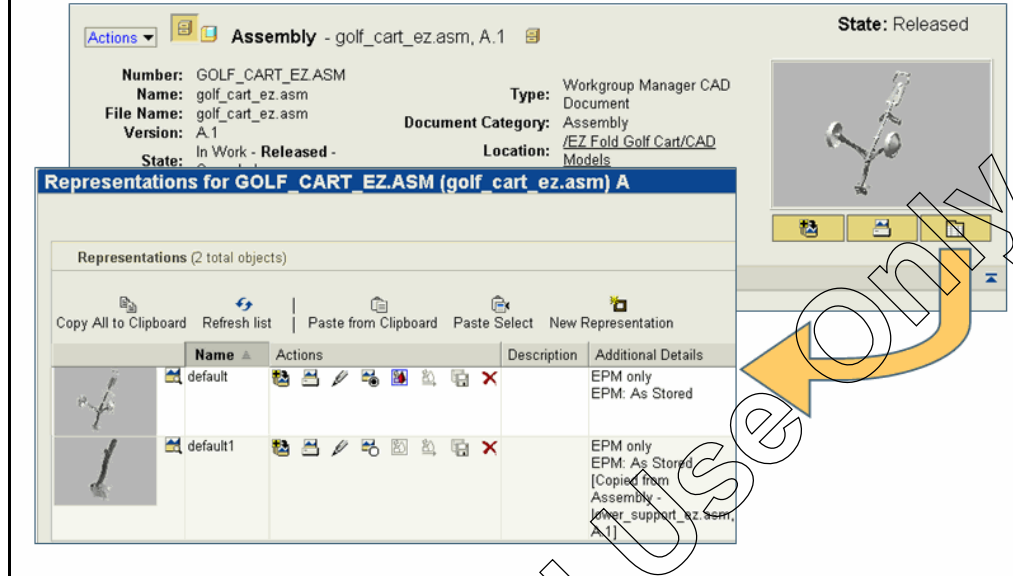 Actions
Assembly - golf_cart_ez.asm, A.1
State: Released
Number: GOLF_CART_EZ.ASM
Name: golf_cart_ez.asm
File Name: golf_cart_ez.asm
Version: A.1
State: In Work - Released -
Type: Workgroup Manager CAD
Document
Document Category: Assembly
Location: /EZ Fold Golf Cart/CAD
Models
Representations for GOLF_CART_EZ.ASM (golf_cart_ez.asm) A
Representations (2 total objects)
Copy All to Clipboard Refresh list | Paste from Clipboard Paste Select New Representation
Name Actions Description Additional Details
default EPM only
EPM: As Stored
default1 EPM only
EPM: As Stored
[Copied from
Assembly -
lower_support_ez.asm,
A.1]
Use Only